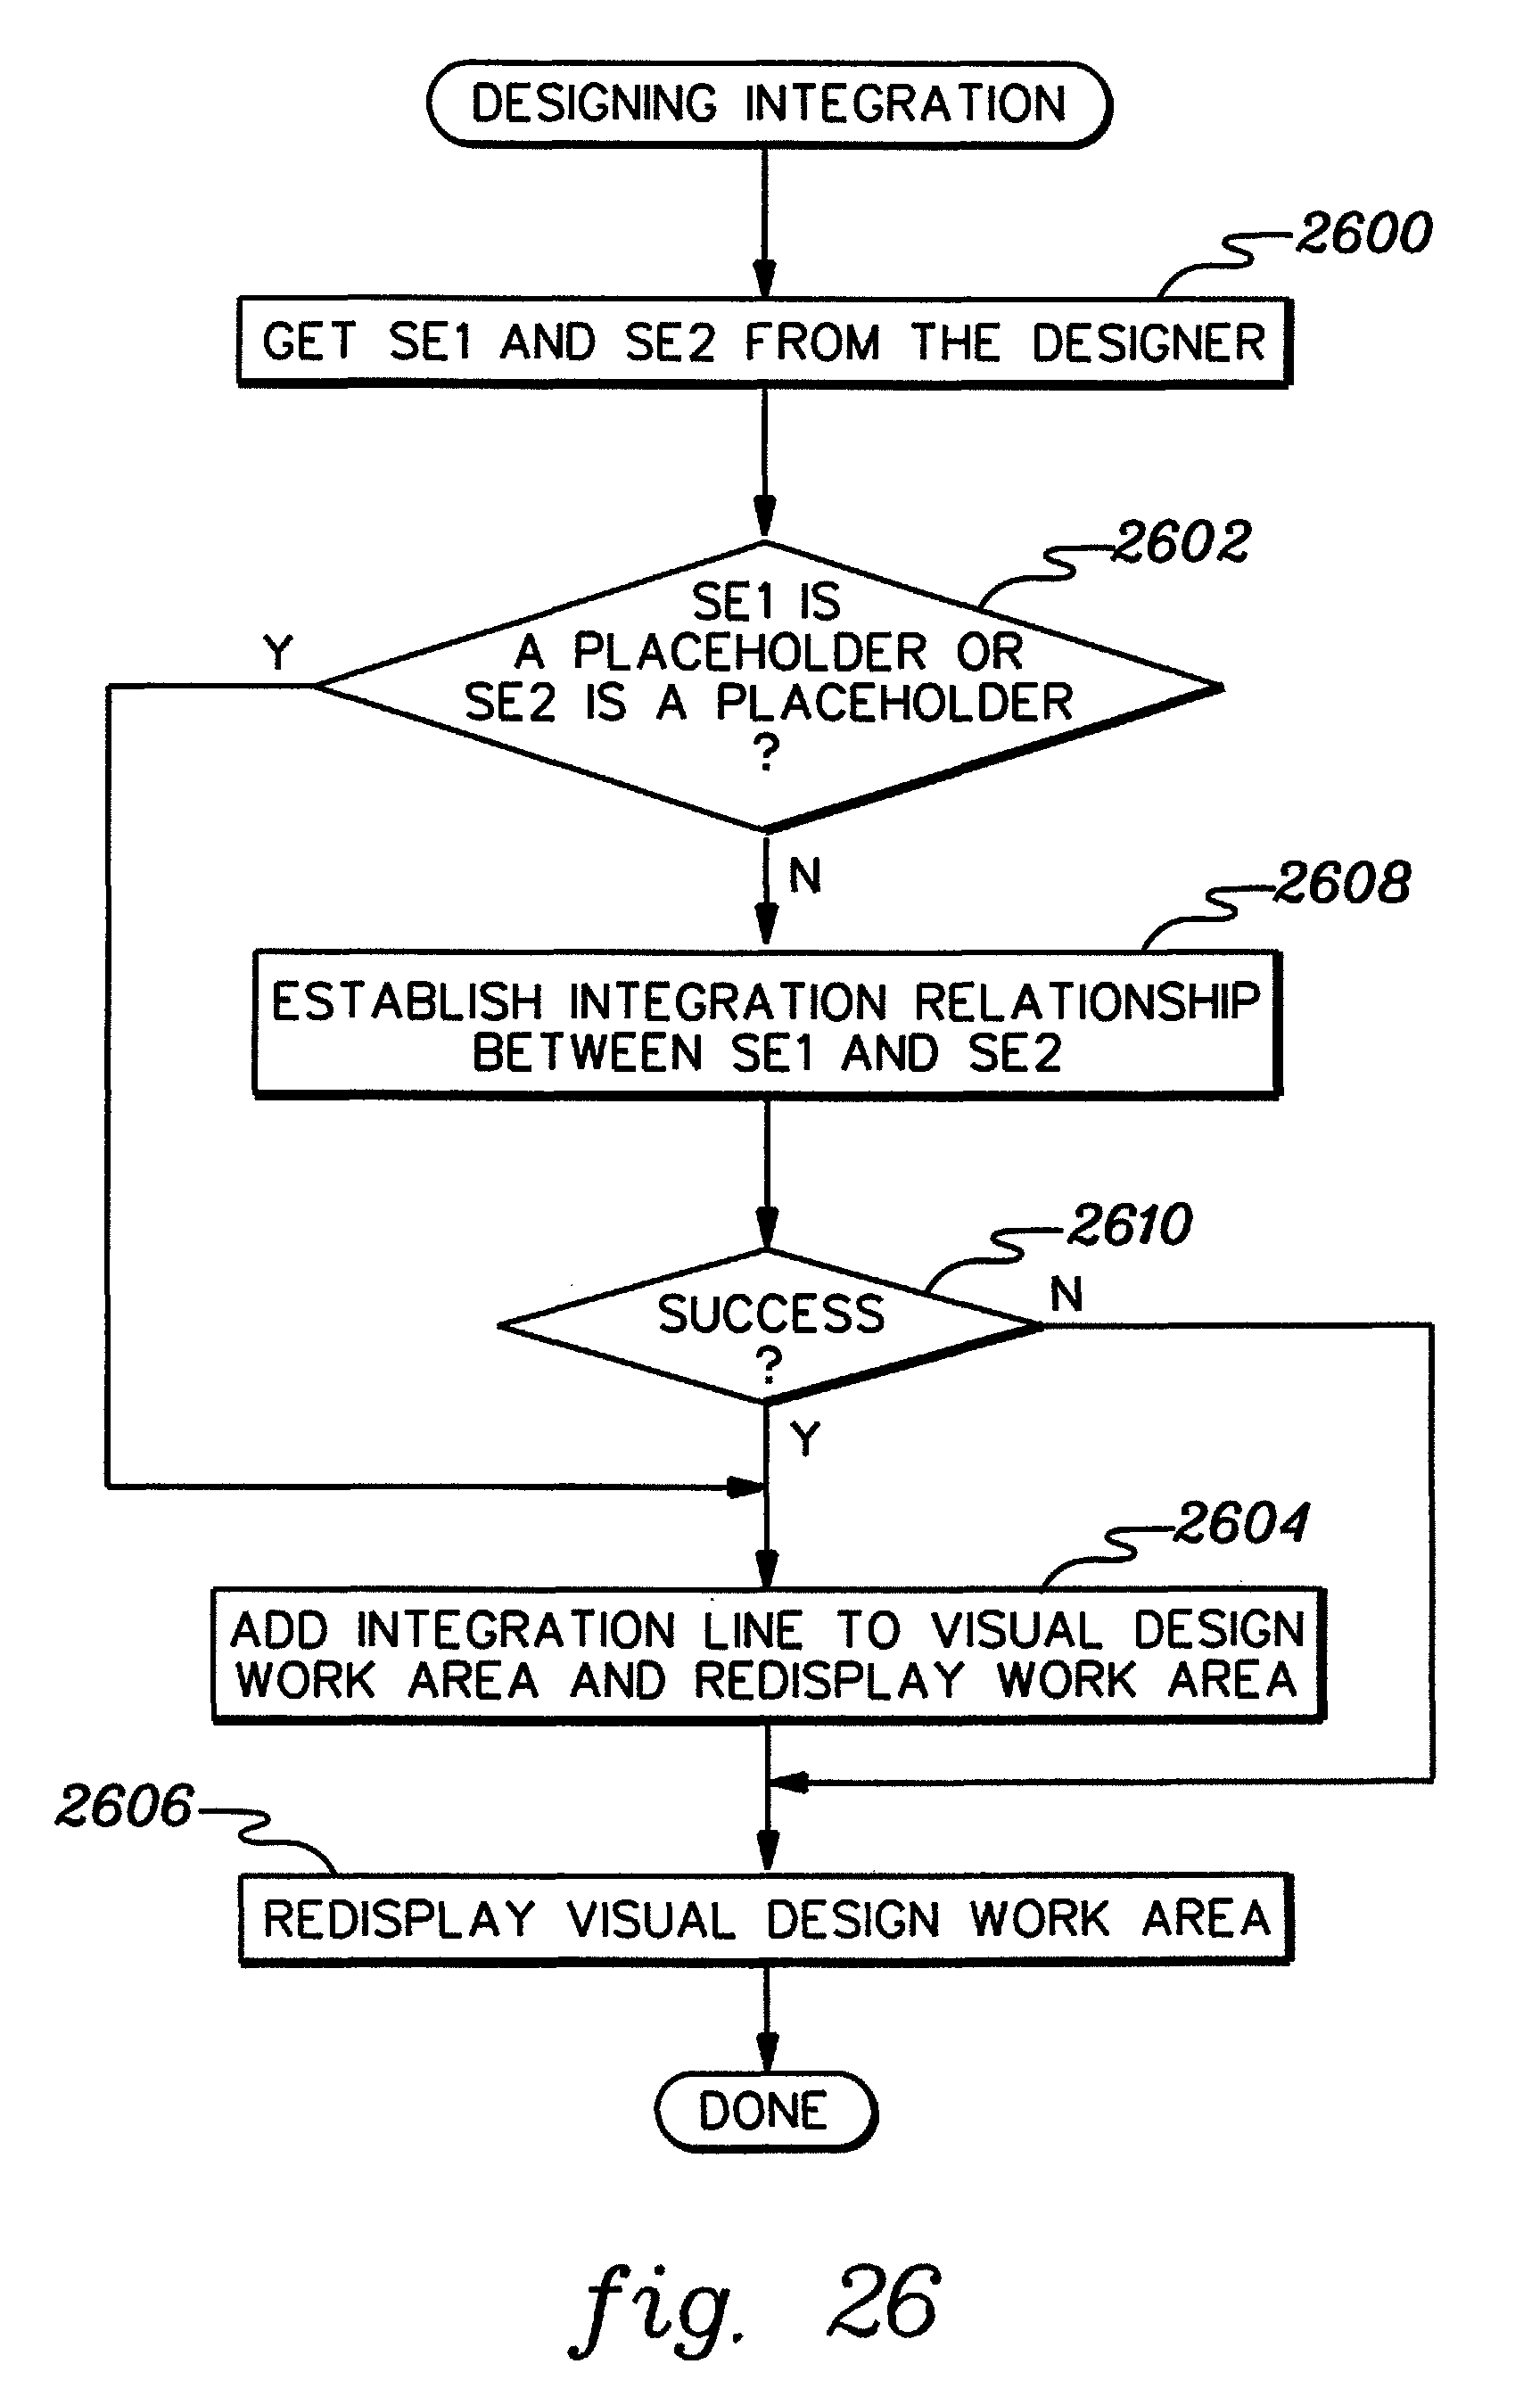 DESIGNING INTEGRATION
2600
GET SE1 AND SE2 FROM THE DESIGNER
2602
SE1 IS
A PLACEHOLDER OR
SE2 IS A PLACEHOLDER
?
Y
N
2608
ESTABLISH INTEGRATION RELATIONSHIP
BETWEEN SE1 AND SE2
2610
SUCCESS
?
N
Y
2604
ADD INTEGRATION LINE TO VISUAL DESIGN
WORK AREA AND REDISPLAY WORK AREA
2606
REDISPLAY VISUAL DESIGN WORK AREA
DONE
fig. 26